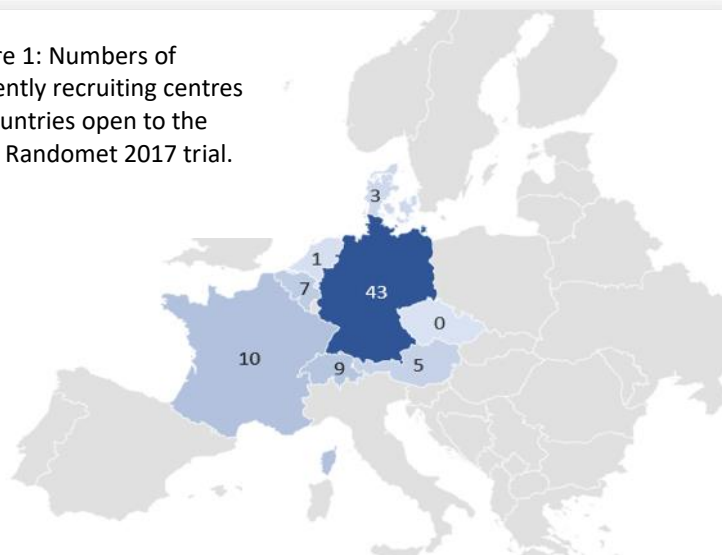 re 1: Numbers of
ently recruiting centres
untries open to the
Randomet 2017 trial.
3
1
7
43
0
10
9
5